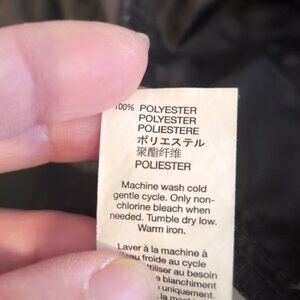 100% POLYESTER
POLYESTER
POLIESTERE
ポリエステル
聚酯纤维
POLIESTER
Machine wash cold
gentle cycle. Only non-
chlorine bleach when
needed. Tumble dry low.
Warm iron.
Laver à la machine à
l'eau froide au cycle
utiliser au besoin
blanchiment
uniquement.